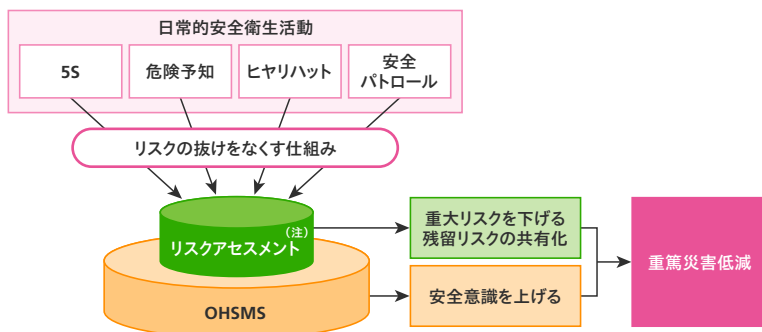 日常的安全衛生活動
5S
危険予知
ヒヤリハット
安全
パトロール
リスクの抜けをなくす仕組み
リスクアセスメント(注)
重大リスクを下げる
残留リスクの共有化
重篤災害低減
OHSMS
安全意識を上げる